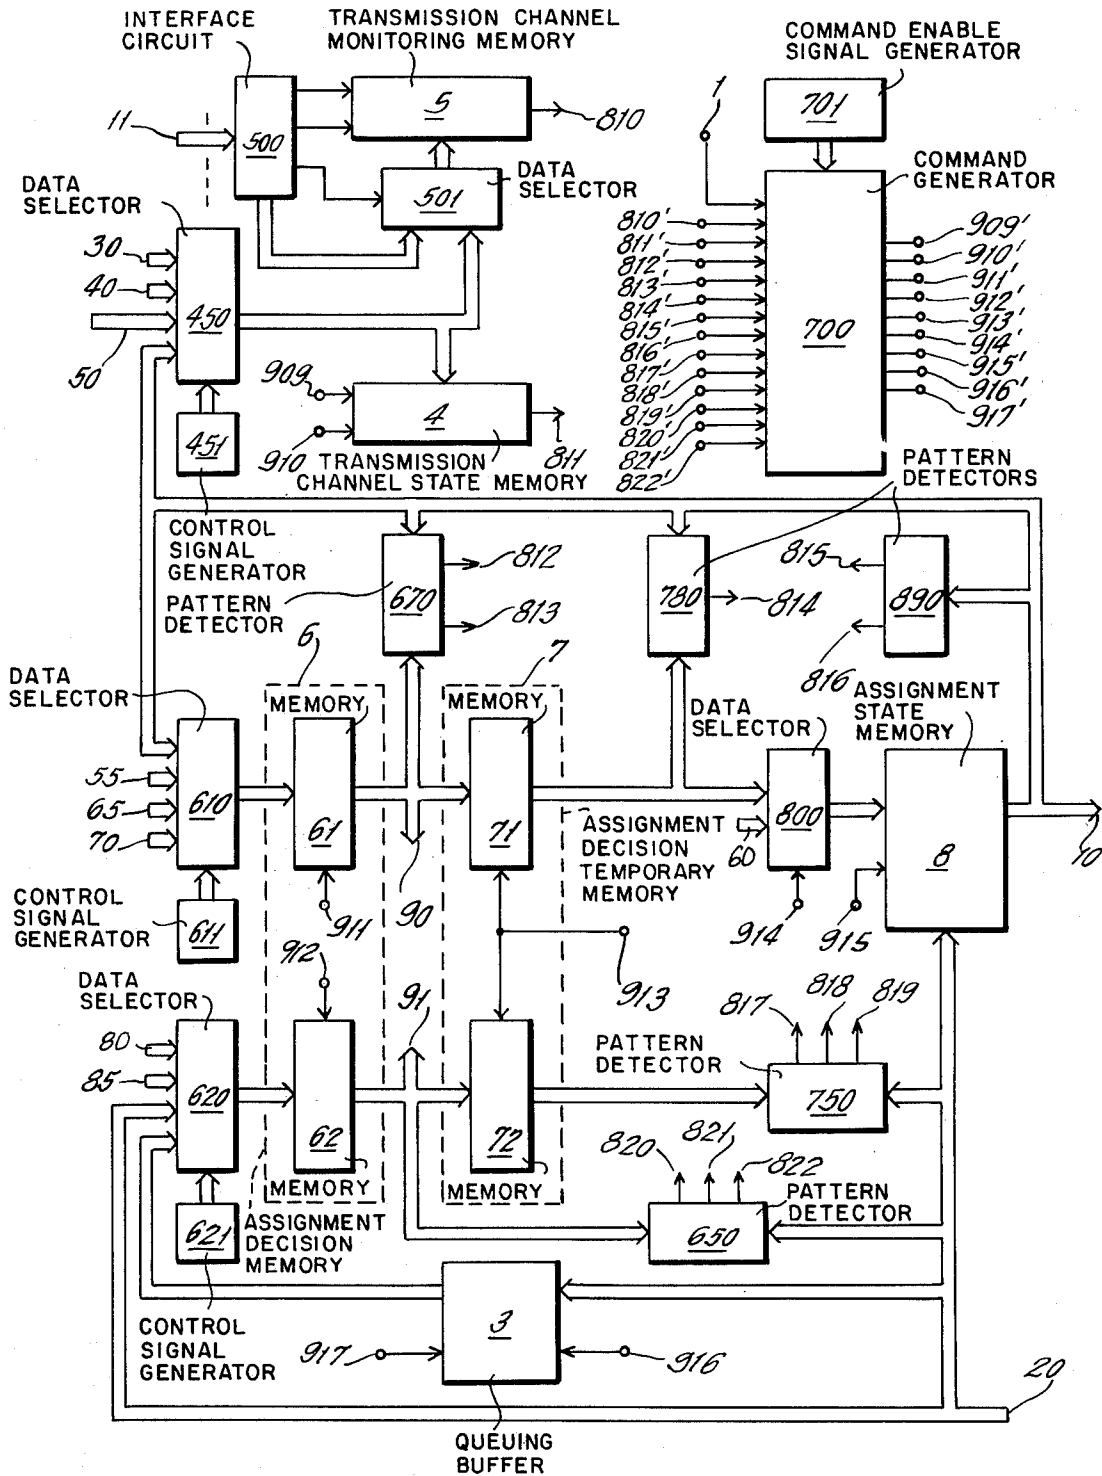 INTERFACE
CIRCUIT
TRANSMISSION CHANNEL
MONITORING MEMORY
COMMAND ENABLE
SIGNAL GENERATOR
11
500
5
810
1
701
DATA
SELECTOR
501
DATA
SELECTOR
COMMAND
GENERATOR
30
40
50
450
451
909
910
4
811
TRANSMISSION
CHANNEL STATE MEMORY
810'
811'
812'
813'
814'
815'
816'
817'
818'
819'
820'
821'
822'
700
909'
910'
911'
912'
913'
914'
915'
916'
917'
PATTERN
DETECTORS
CONTROL
SIGNAL
GENERATOR
PATTERN
DETECTOR
670
812
813
780
814
815
816
890
DATA
SELECTOR
6
MEMORY
7
MEMORY
DATA
SELECTOR
ASSIGNMENT
STATE
MEMORY
55
65
70
610
61
71
60
800
8
10
ASSIGNMENT
DECISION
TEMPORARY
MEMORY
CONTROL
SIGNAL
GENERATOR
611
911
90
914
915
912
913
DATA
SELECTOR
80
85
620
62
91
72
PATTERN
DETECTOR
817
818
819
750
MEMORY
MEMORY
820
821
822
650
PATTERN
DETECTOR
621
ASSIGNMENT
DECISION
MEMORY
CONTROL
SIGNAL
GENERATOR
3
917
916
20
QUEUING
BUFFER